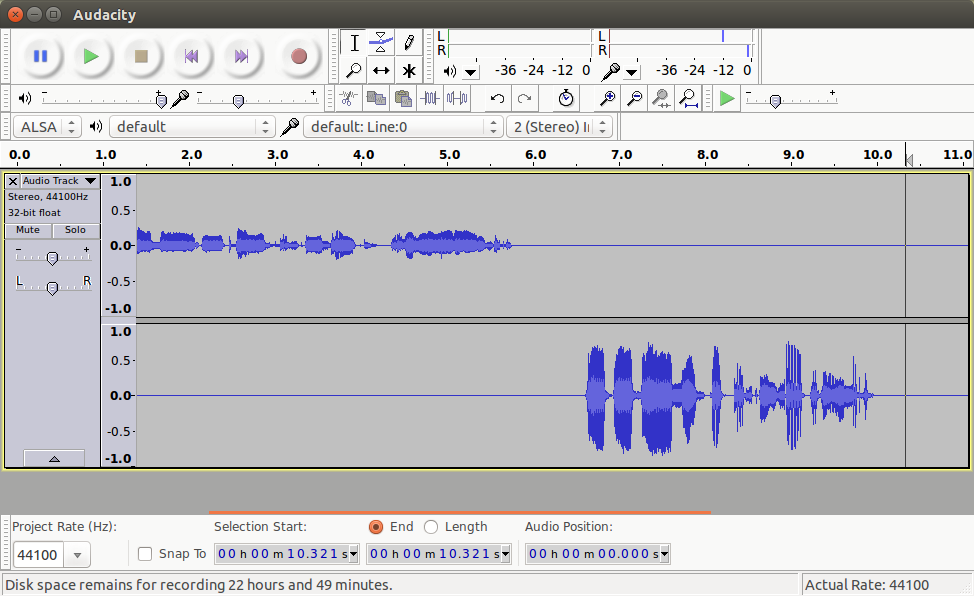 Audacity
L
R
-36 -24 -12 0
L
R
-36 -24 -12 0
- +
- +
- +
ALSA
default
default: Line:0
2 (Stereo) I
0.0 1.0 2.0 3.0 4.0 5.0 6.0 7.0 8.0 9.0 10.0 11.0
Audio Track
Stereo, 44100Hz
32-bit float
Mute Solo
- +
L R
1.0
0.5
0.0
-0.5
-1.0
1.0
0.5
0.0
-0.5
-1.0
Project Rate (Hz):
44100
Snap To
Selection Start:
00 h 00 m 10.321 s
End
Length
00 h 00 m 10.321 s
Audio Position:
00 h 00 m 00.000 s
Disk space remains for recording 22 hours and 49 minutes.
Actual Rate: 44100